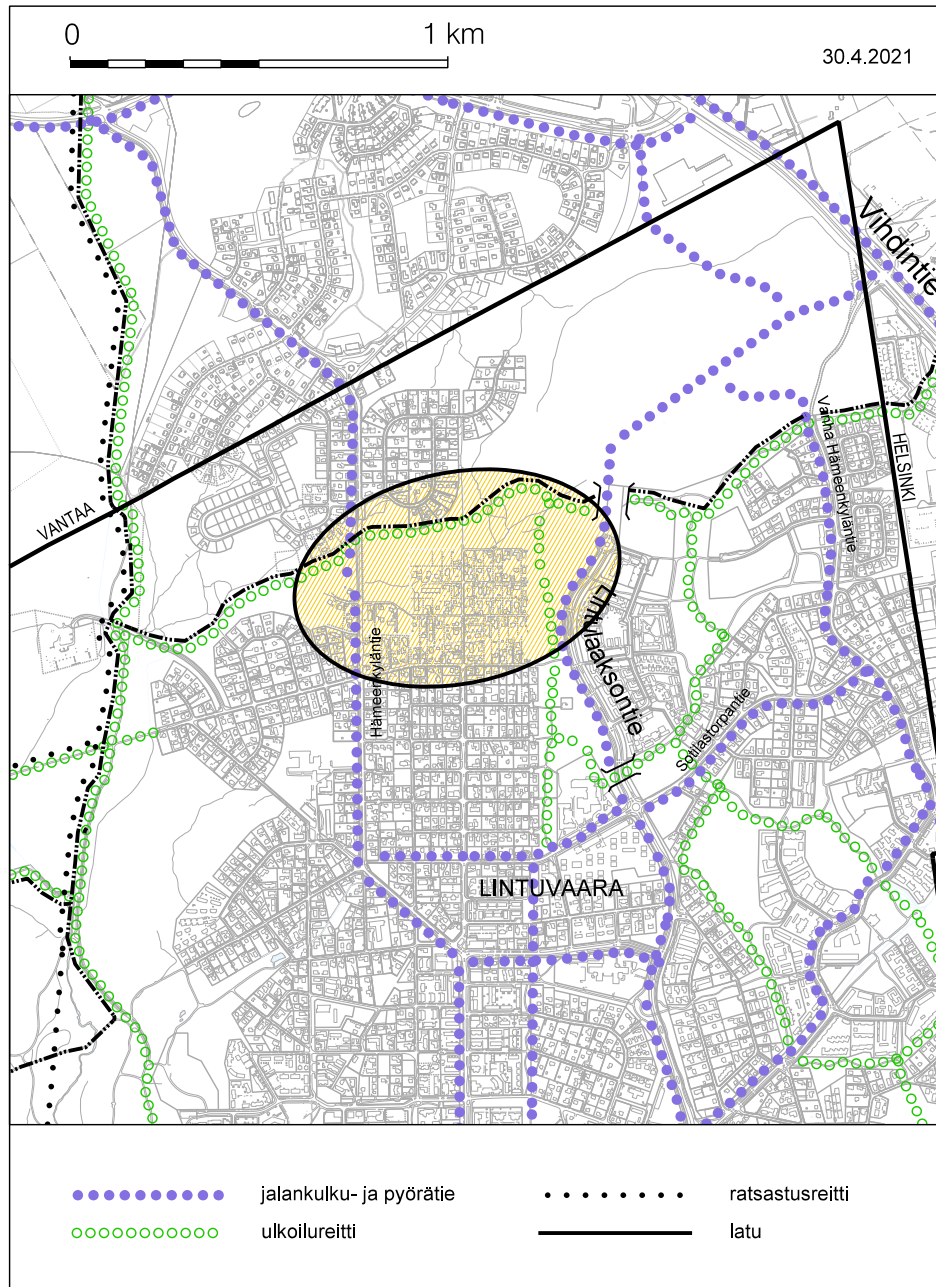 0 1 km
30.4.2021
Vihdintie
VANTAA
HELSINKI
Vanha Hämeenkyläntie
Lintulaaksontie
Hämeenkyläntie
Sotilastorpantie
LINTUVAARA
jalankulku- ja pyörätie
ratsastusreitti
ulkoilureitti
latu